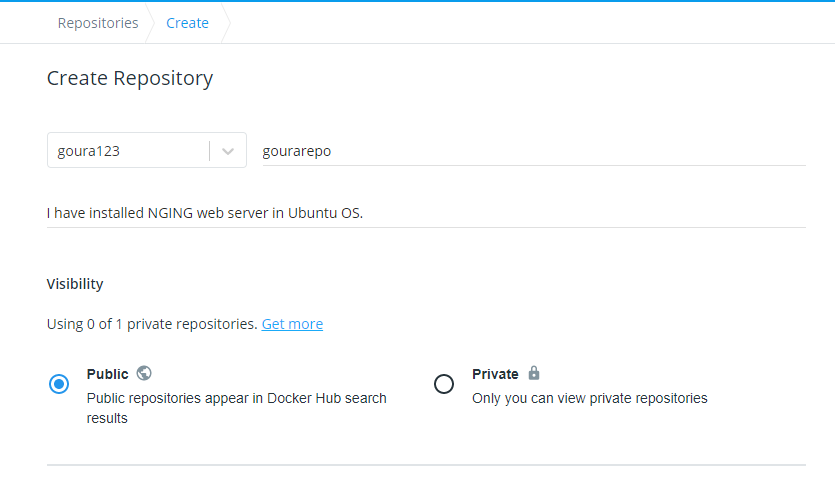 Repositories Create
Create Repository
goura123 gourarepo
I have installed NGING web server in Ubuntu OS.
Visibility
Using 0 of 1 private repositories. Get more
Public Private
Public repositories appear in Docker Hub search Only you can view private repositories
results